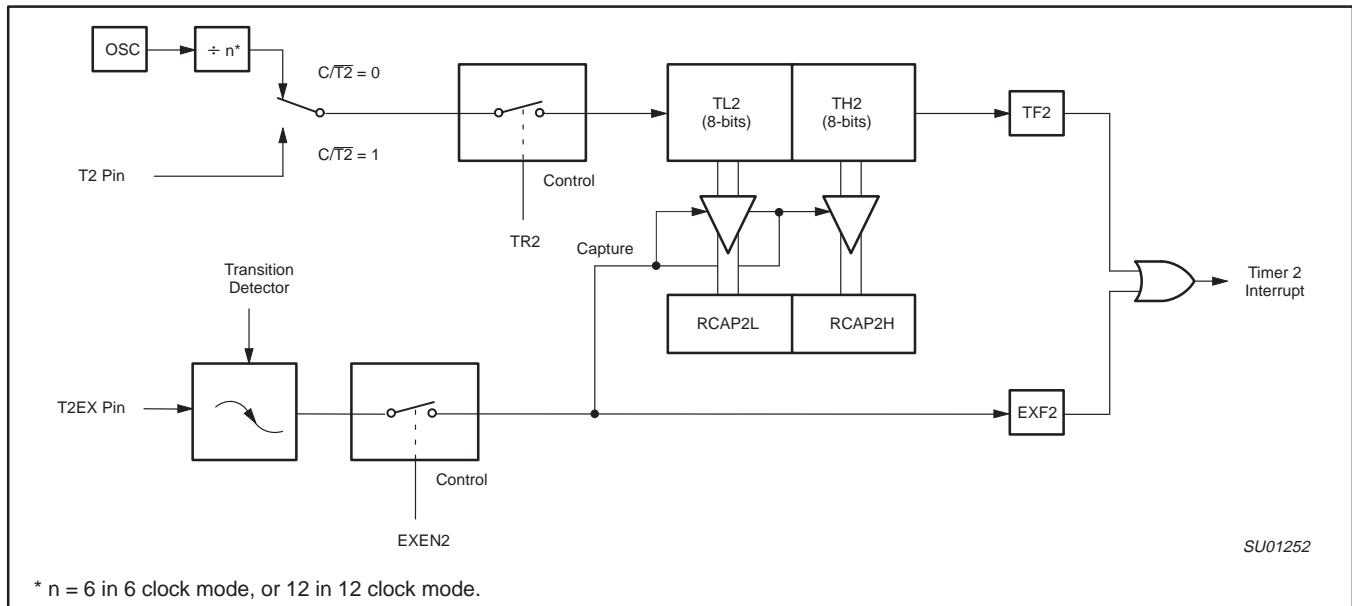 OSC
÷ n*
C/T2̅ = 0
C/T2̅ = 1
T2 Pin
Control
TR2
TL2
(8-bits)
TH2
(8-bits)
TF2
Capture
Transition
Detector
RCAP2L
RCAP2H
Timer 2
Interrupt
T2EX Pin
EXF2
Control
EXEN2
SU01252
* n = 6 in 6 clock mode, or 12 in 12 clock mode.